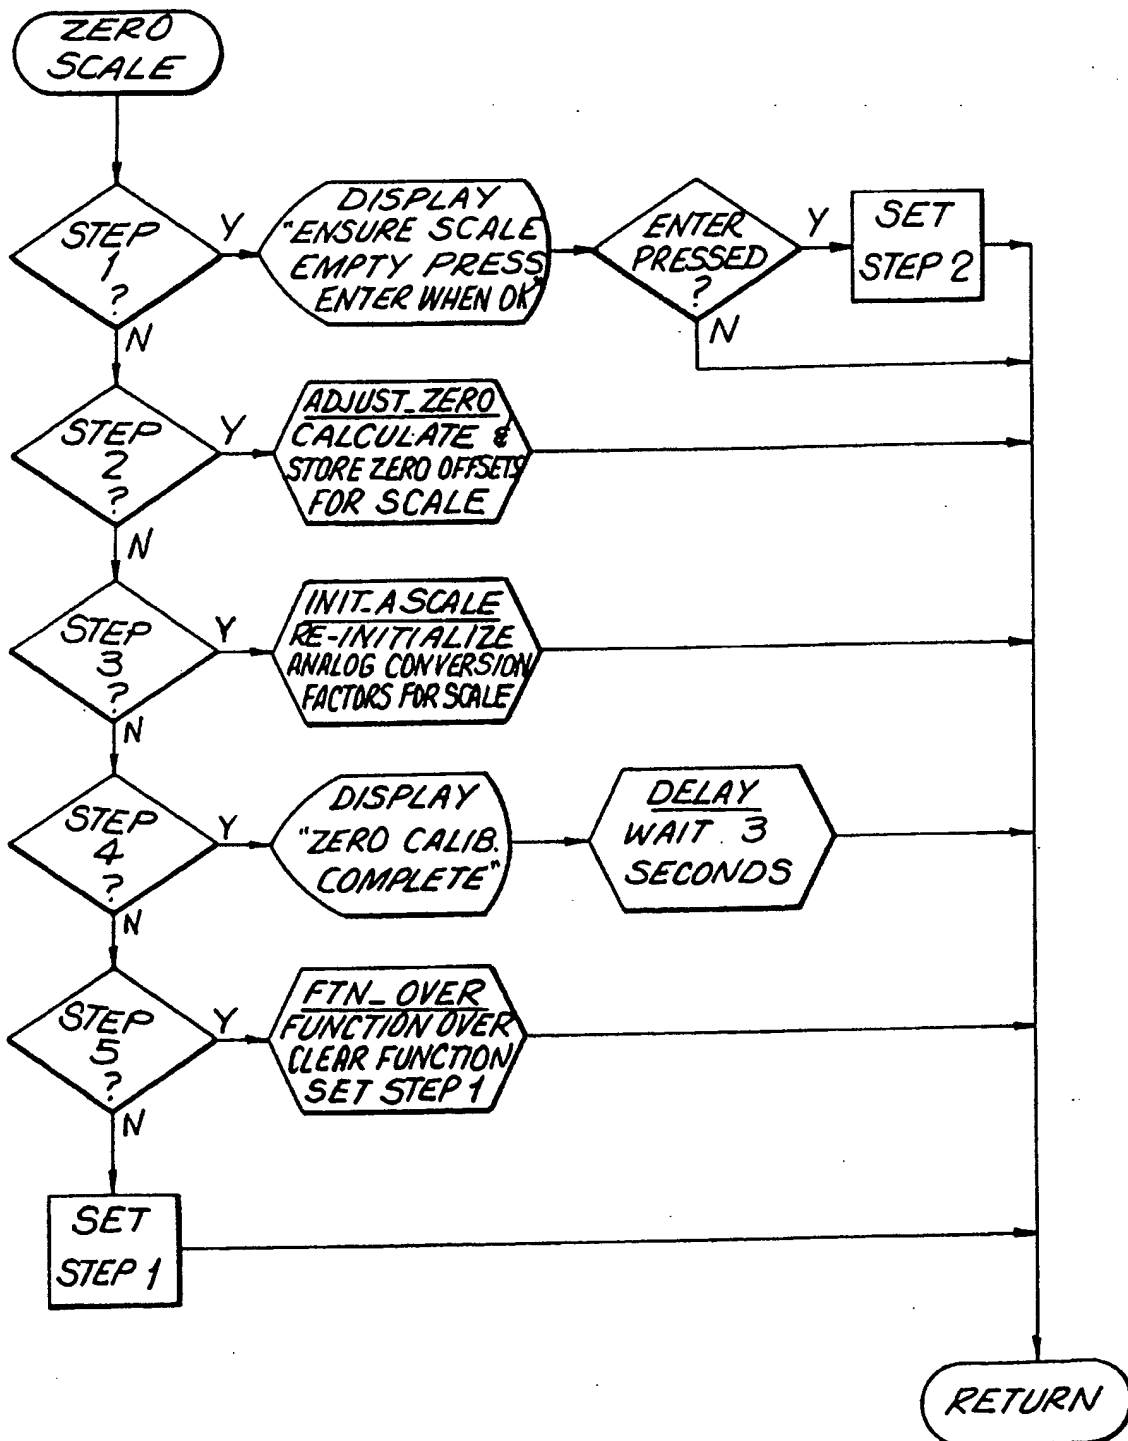 ZERO
SCALE
STEP
1
?
Y
N
DISPLAY
"ENSURE SCALE
EMPTY PRESS
ENTER WHEN OK"
ENTER
PRESSED
?
Y
N
SET
STEP 2
STEP
2
?
Y
N
ADJUST_ZERO
CALCULATE &
STORE ZERO OFFSETS
FOR SCALE
STEP
3
?
Y
N
INIT_ASCALE
RE-INITIALIZE
ANALOG CONVERSION
FACTORS FOR SCALE
STEP
4
?
Y
N
DISPLAY
"ZERO CALIB.
COMPLETE"
DELAY
WAIT 3
SECONDS
STEP
5
?
Y
N
FTN_OVER
FUNCTION OVER
CLEAR FUNCTION
SET STEP 1
SET
STEP 1
RETURN